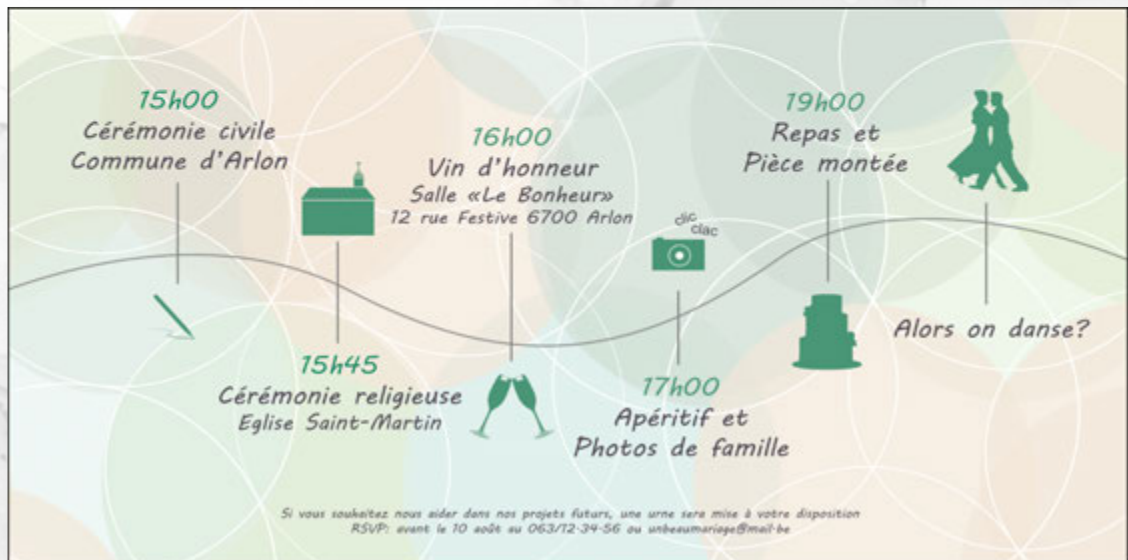 15h00
Cérémonie civile
Commune d'Arlon
15h45
Cérémonie religieuse
Eglise Saint-Martin
16h00
Vin d'honneur
Salle «Le Bonheur»
12 rue Festive 6700 Arlon
clic
clac
17h00
Apéritif et
Photos de famille
19h00
Repas et
Pièce montée
Alors on danse?
Si vous souhaitez nous aider dans nos projets futurs, une urne sera mise à votre disposition
RSVP: avant le 10 août au 063/12-34-56 ou unbeaumariage@mail.be